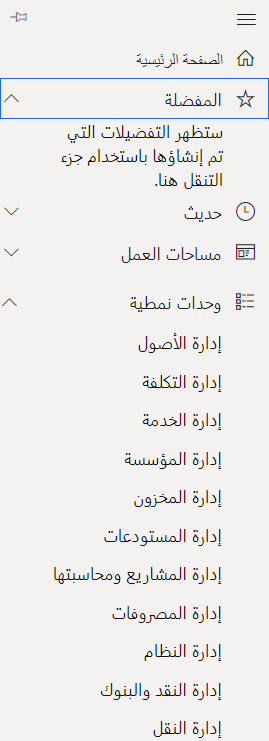 الصفحة الرئيسية
المفضلة
ستظهر التفضيلات التي
تم إنشاؤها باستخدام جزء
التنقل هنا.
حديث
مساحات العمل
وحدات نمطية
إدارة الأصول
إدارة التكلفة
إدارة الخدمة
إدارة المؤسسة
إدارة المخزون
إدارة المستودعات
إدارة المشاريع ومحاسبتها
إدارة المصروفات
إدارة النظام
إدارة النقد والبنوك
إدارة النقل